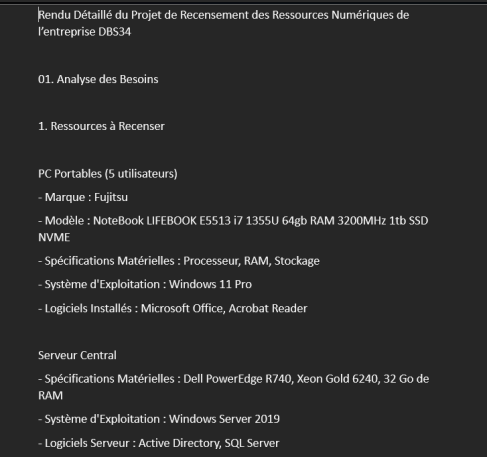 Rendu Détaillé du Projet de Recensement des Ressources Numériques de
l'entreprise DBS34
01. Analyse des Besoins
1. Ressources à Recenser
PC Portables (5 utilisateurs)
- Marque : Fujitsu
- Modèle : NoteBook LIFEBOOK E5513 i7 1355U 64gb RAM 3200MHz 1tb SSD
NVME
- Spécifications Matérielles : Processeur, RAM, Stockage
- Système d'Exploitation : Windows 11 Pro
- Logiciels Installés : Microsoft Office, Acrobat Reader
Serveur Central
- Spécifications Matérielles : Dell PowerEdge R740, Xeon Gold 6240, 32 Go de
RAM
- Système d'Exploitation : Windows Server 2019
- Logiciels Serveur : Active Directory, SQL Server